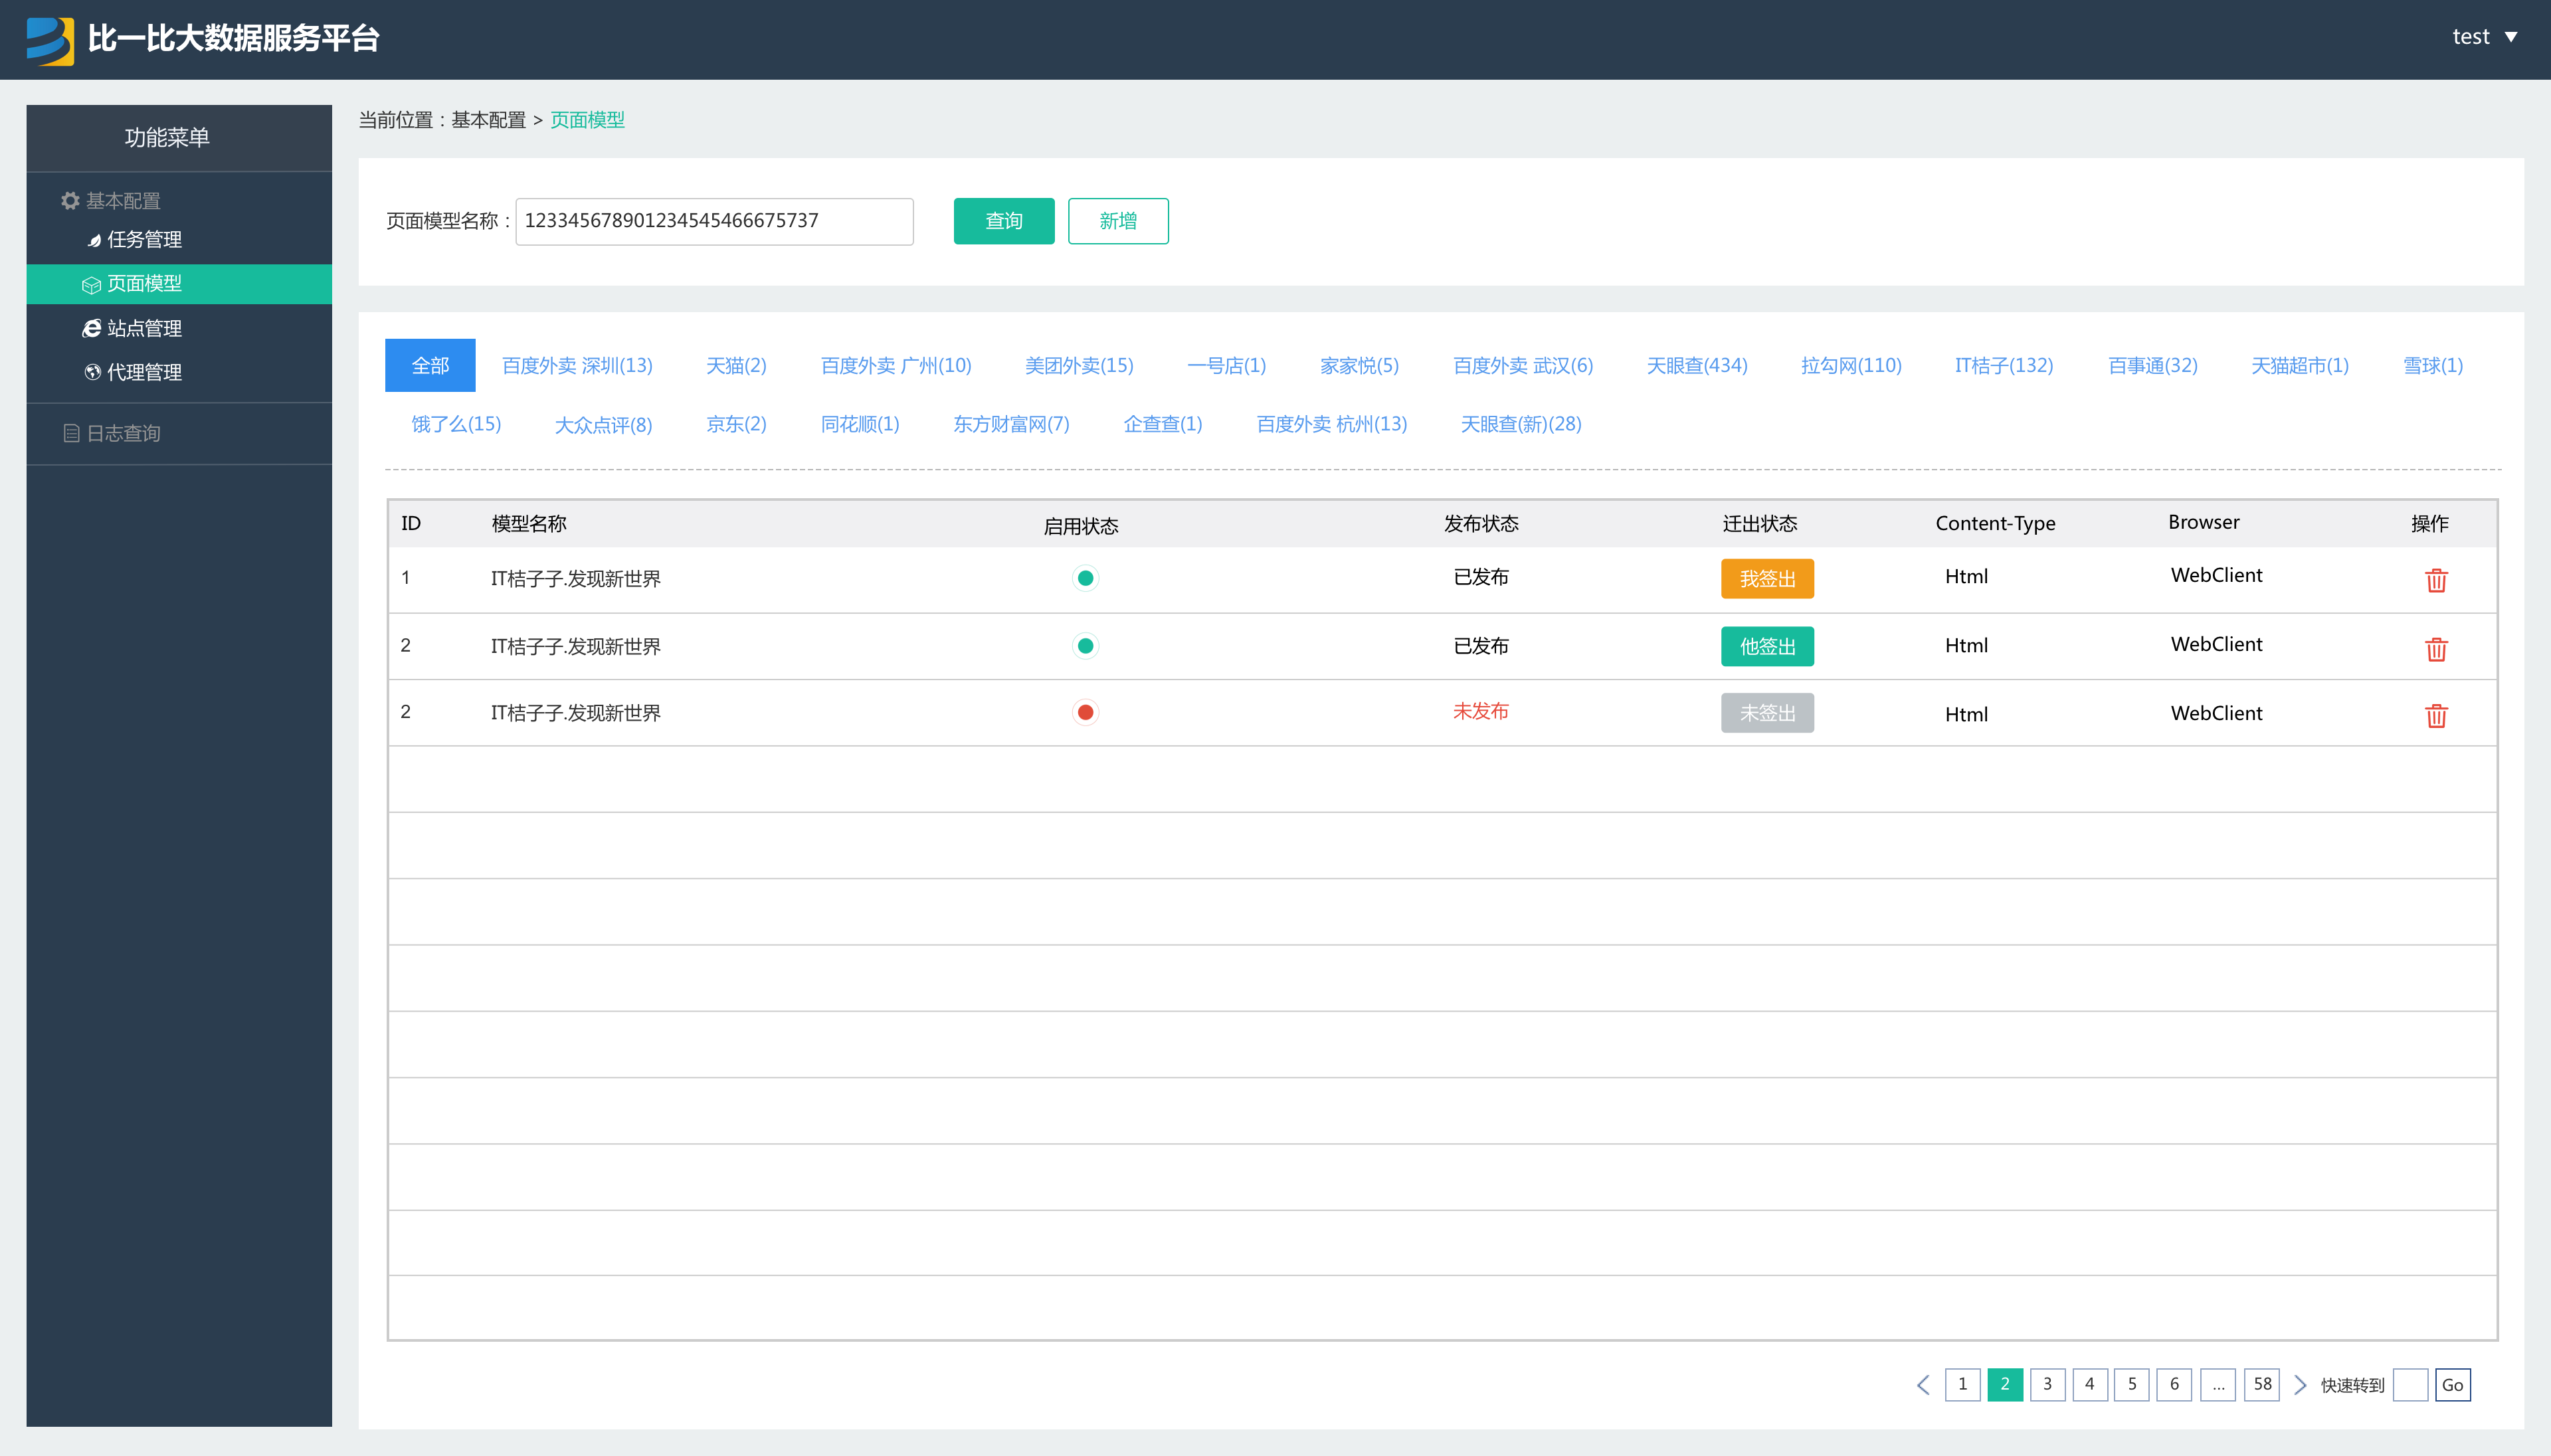 比一比大数据服务平台
test
功能菜单
基本配置
任务管理
页面模型
站点管理
代理管理
日志查询
当前位置：基本配置 > 页面模型
页面模型名称：123345678901234545466675737 查询 新增
全部 百度外卖 深圳(13) 天猫(2) 百度外卖 广州(10) 美团外卖(15) 一号店(1) 家家悦(5) 百度外卖 武汉(6) 天眼查(434) 拉勾网(110) IT桔子(132) 百事通(32) 天猫超市(1) 雪球(1)
饿了么(15) 大众点评(8) 京东(2) 同花顺(1) 东方财富网(7) 企查查(1) 百度外卖 杭州(13) 天眼查(新)(28)
ID 模型名称 启用状态 发布状态 迁出状态 Content-Type Browser 操作
1 IT桔子子.发现新世界 已发布 我签出 Html WebClient
2 IT桔子子.发现新世界 已发布 他签出 Html WebClient
2 IT桔子子.发现新世界 未发布 未签出 Html WebClient
1 2 3 4 5 6 ... 58 快速转到 Go